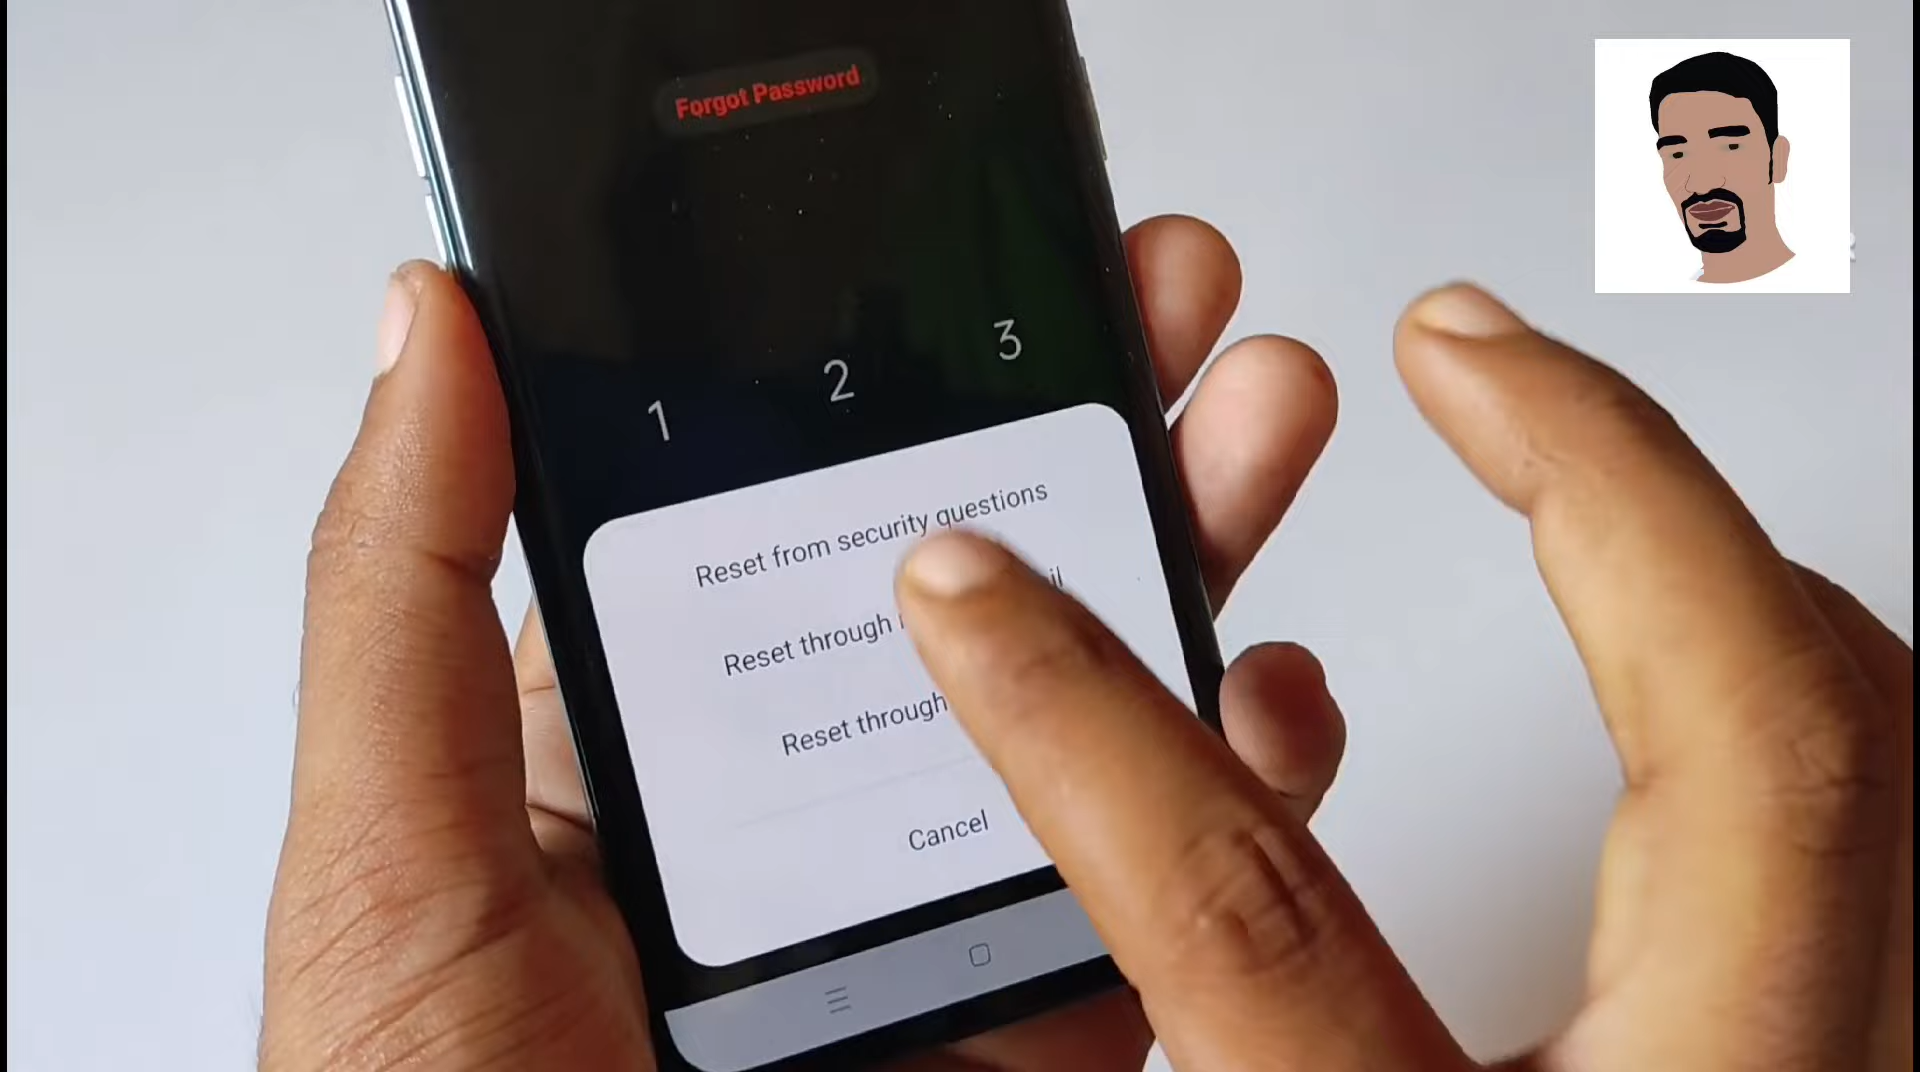 Forgot Password
1 2 3
Reset from security questions
Reset through
Reset through
Cancel